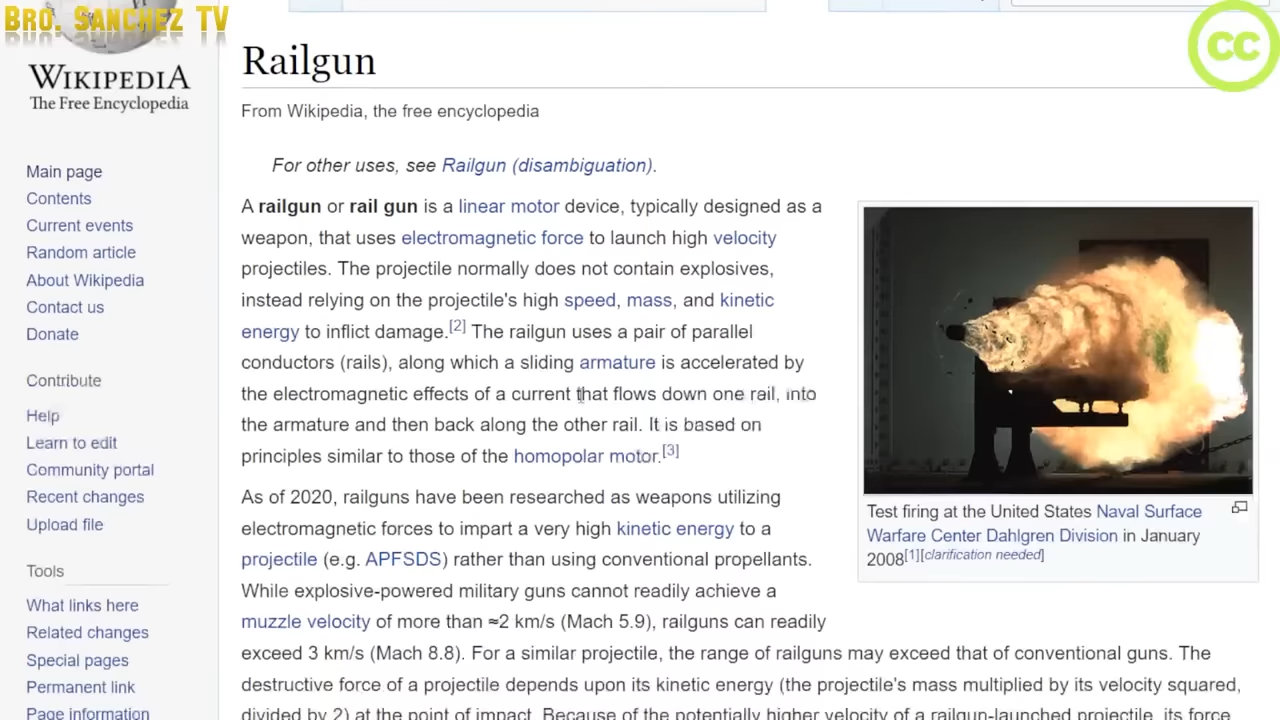 Bro. Sanchez TV
CC
WIKIPEDIA
The Free Encyclopedia
Main page
Contents
Current events
Random article
About Wikipedia
Contact us
Donate
Contribute
Help
Learn to edit
Community portal
Recent changes
Upload file
Tools
What links here
Related changes
Special pages
Permanent link
Page information
Railgun
From Wikipedia, the free encyclopedia
For other uses, see Railgun (disambiguation).
A railgun or rail gun is a linear motor device, typically designed as a
weapon, that uses electromagnetic force to launch high velocity
projectiles. The projectile normally does not contain explosives,
instead relying on the projectile's high speed, mass, and kinetic
energy to inflict damage.[2] The railgun uses a pair of parallel
conductors (rails), along which a sliding armature is accelerated by
the electromagnetic effects of a current that flows down one rail, into
the armature and then back along the other rail. It is based on
principles similar to those of the homopolar motor.[3]
As of 2020, railguns have been researched as weapons utilizing
electromagnetic forces to impart a very high kinetic energy to a
projectile (e.g. APFSDS) rather than using conventional propellants.
While explosive-powered military guns cannot readily achieve a
muzzle velocity of more than ≈2 km/s (Mach 5.9), railguns can readily
exceed 3 km/s (Mach 8.8). For a similar projectile, the range of railguns may exceed that of conventional guns. The
destructive force of a projectile depends upon its kinetic energy (the projectile's mass multiplied by its velocity squared,
divided by 2) at the point of impact. Because of the potentially higher velocity of a railgun-launched projectile, its force
Test firing at the United States Naval Surface
Warfare Center Dahlgren Division in January
2008[1][clarification needed]